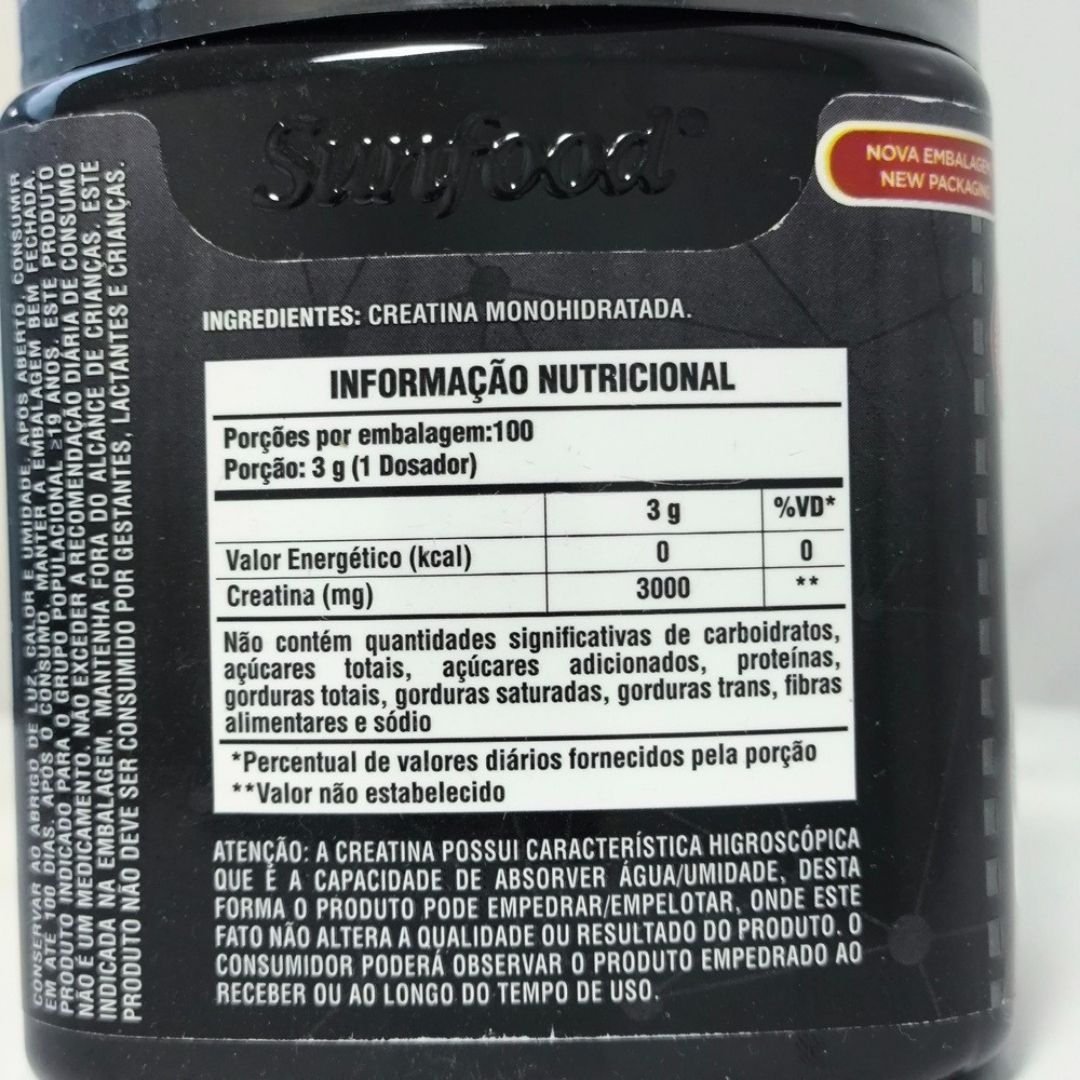 Sunfood®
NOVA EMBALAGEM
NEW PACKAGING
INGREDIENTES: CREATINA MONOHIDRATADA.
INFORMAÇÃO NUTRICIONAL
Porções por embalagem:100
Porção: 3 g (1 Dosador)
3 g %VD*
Valor Energético (kcal) 0 0
Creatina (mg) 3000 **
Não contém quantidades significativas de carboidratos,
açúcares totais, açúcares adicionados, proteínas,
gorduras totais, gorduras saturadas, gorduras trans, fibras
alimentares e sódio
*Percentual de valores diários fornecidos pela porção
**Valor não estabelecido
ATENÇÃO: A CREATINA POSSUI CARACTERÍSTICA HIGROSCÓPICA
QUE É A CAPACIDADE DE ABSORVER ÁGUA/UMIDADE, DESTA
FORMA O PRODUTO PODE EMPEDRAR/EMPELOTAR, ONDE ESTE
FATO NÃO ALTERA A QUALIDADE OU RESULTADO DO PRODUTO. O
CONSUMIDOR PODERÁ OBSERVAR O PRODUTO EMPEDRADO AO
RECEBER OU AO LONGO DO TEMPO DE USO.
CONSERVAR AO ABRIGO DE LUZ, CALOR E UMIDADE. APÓS ABERTO, CONSUMIR
EM ATÉ 100 DIAS. APÓS O CONSUMO, MANTER A EMBALAGEM BEM FECHADA.
PRODUTO INDICADO PARA O GRUPO POPULACIONAL ≥19 ANOS. ESTE PRODUTO
NÃO É UM MEDICAMENTO. NÃO EXCEDER A RECOMENDAÇÃO DIÁRIA DE CONSUMO
INDICADA NA EMBALAGEM. MANTENHA FORA DO ALCANCE DE CRIANÇAS. ESTE
PRODUTO NÃO DEVE SER CONSUMIDO POR GESTANTES, LACTANTES E CRIANÇAS.